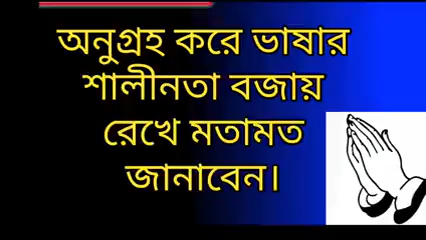 অনুগ্রহ করে ভাষার
শালীনতা বজায়
রেখে মতামত
জানাবেন।